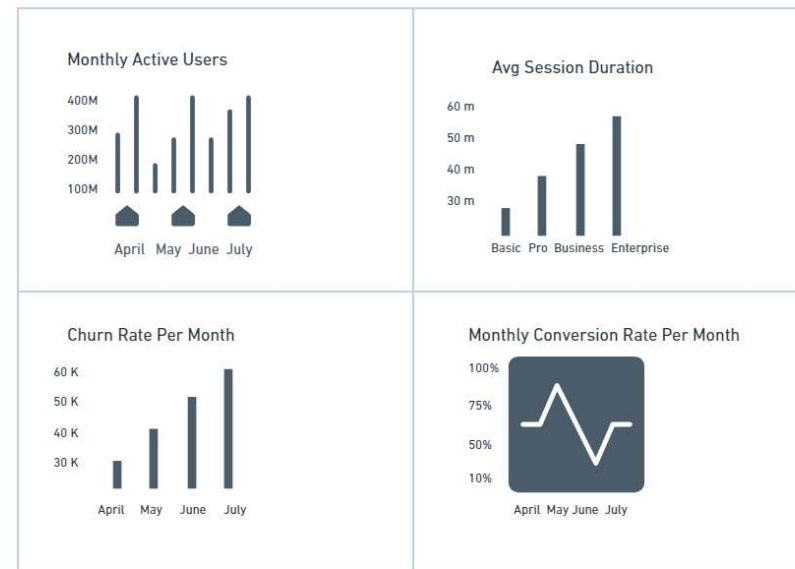 Monthly Active Users
400M
300M
200M
100M
April May June July
Avg Session Duration
60 m
50 m
40 m
30 m
Basic Pro Business Enterprise
Churn Rate Per Month
60 K
50 K
40 K
30 K
April May June July
Monthly Conversion Rate Per Month
100%
75%
50%
10%
April May June July